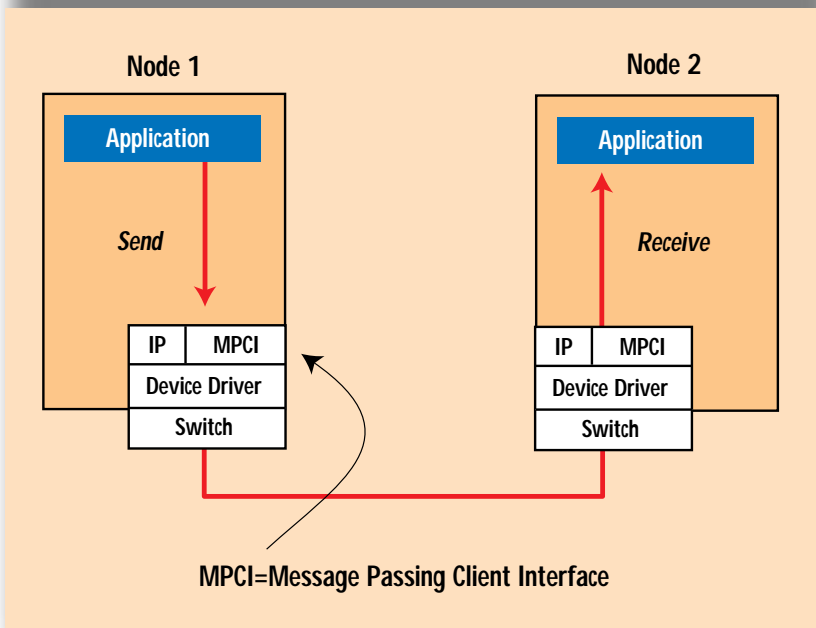 Node 1
Node 2
Application
Application
Send
Receive
IP MPCI
Device Driver
Switch
IP MPCI
Device Driver
Switch
MPCI=Message Passing Client Interface